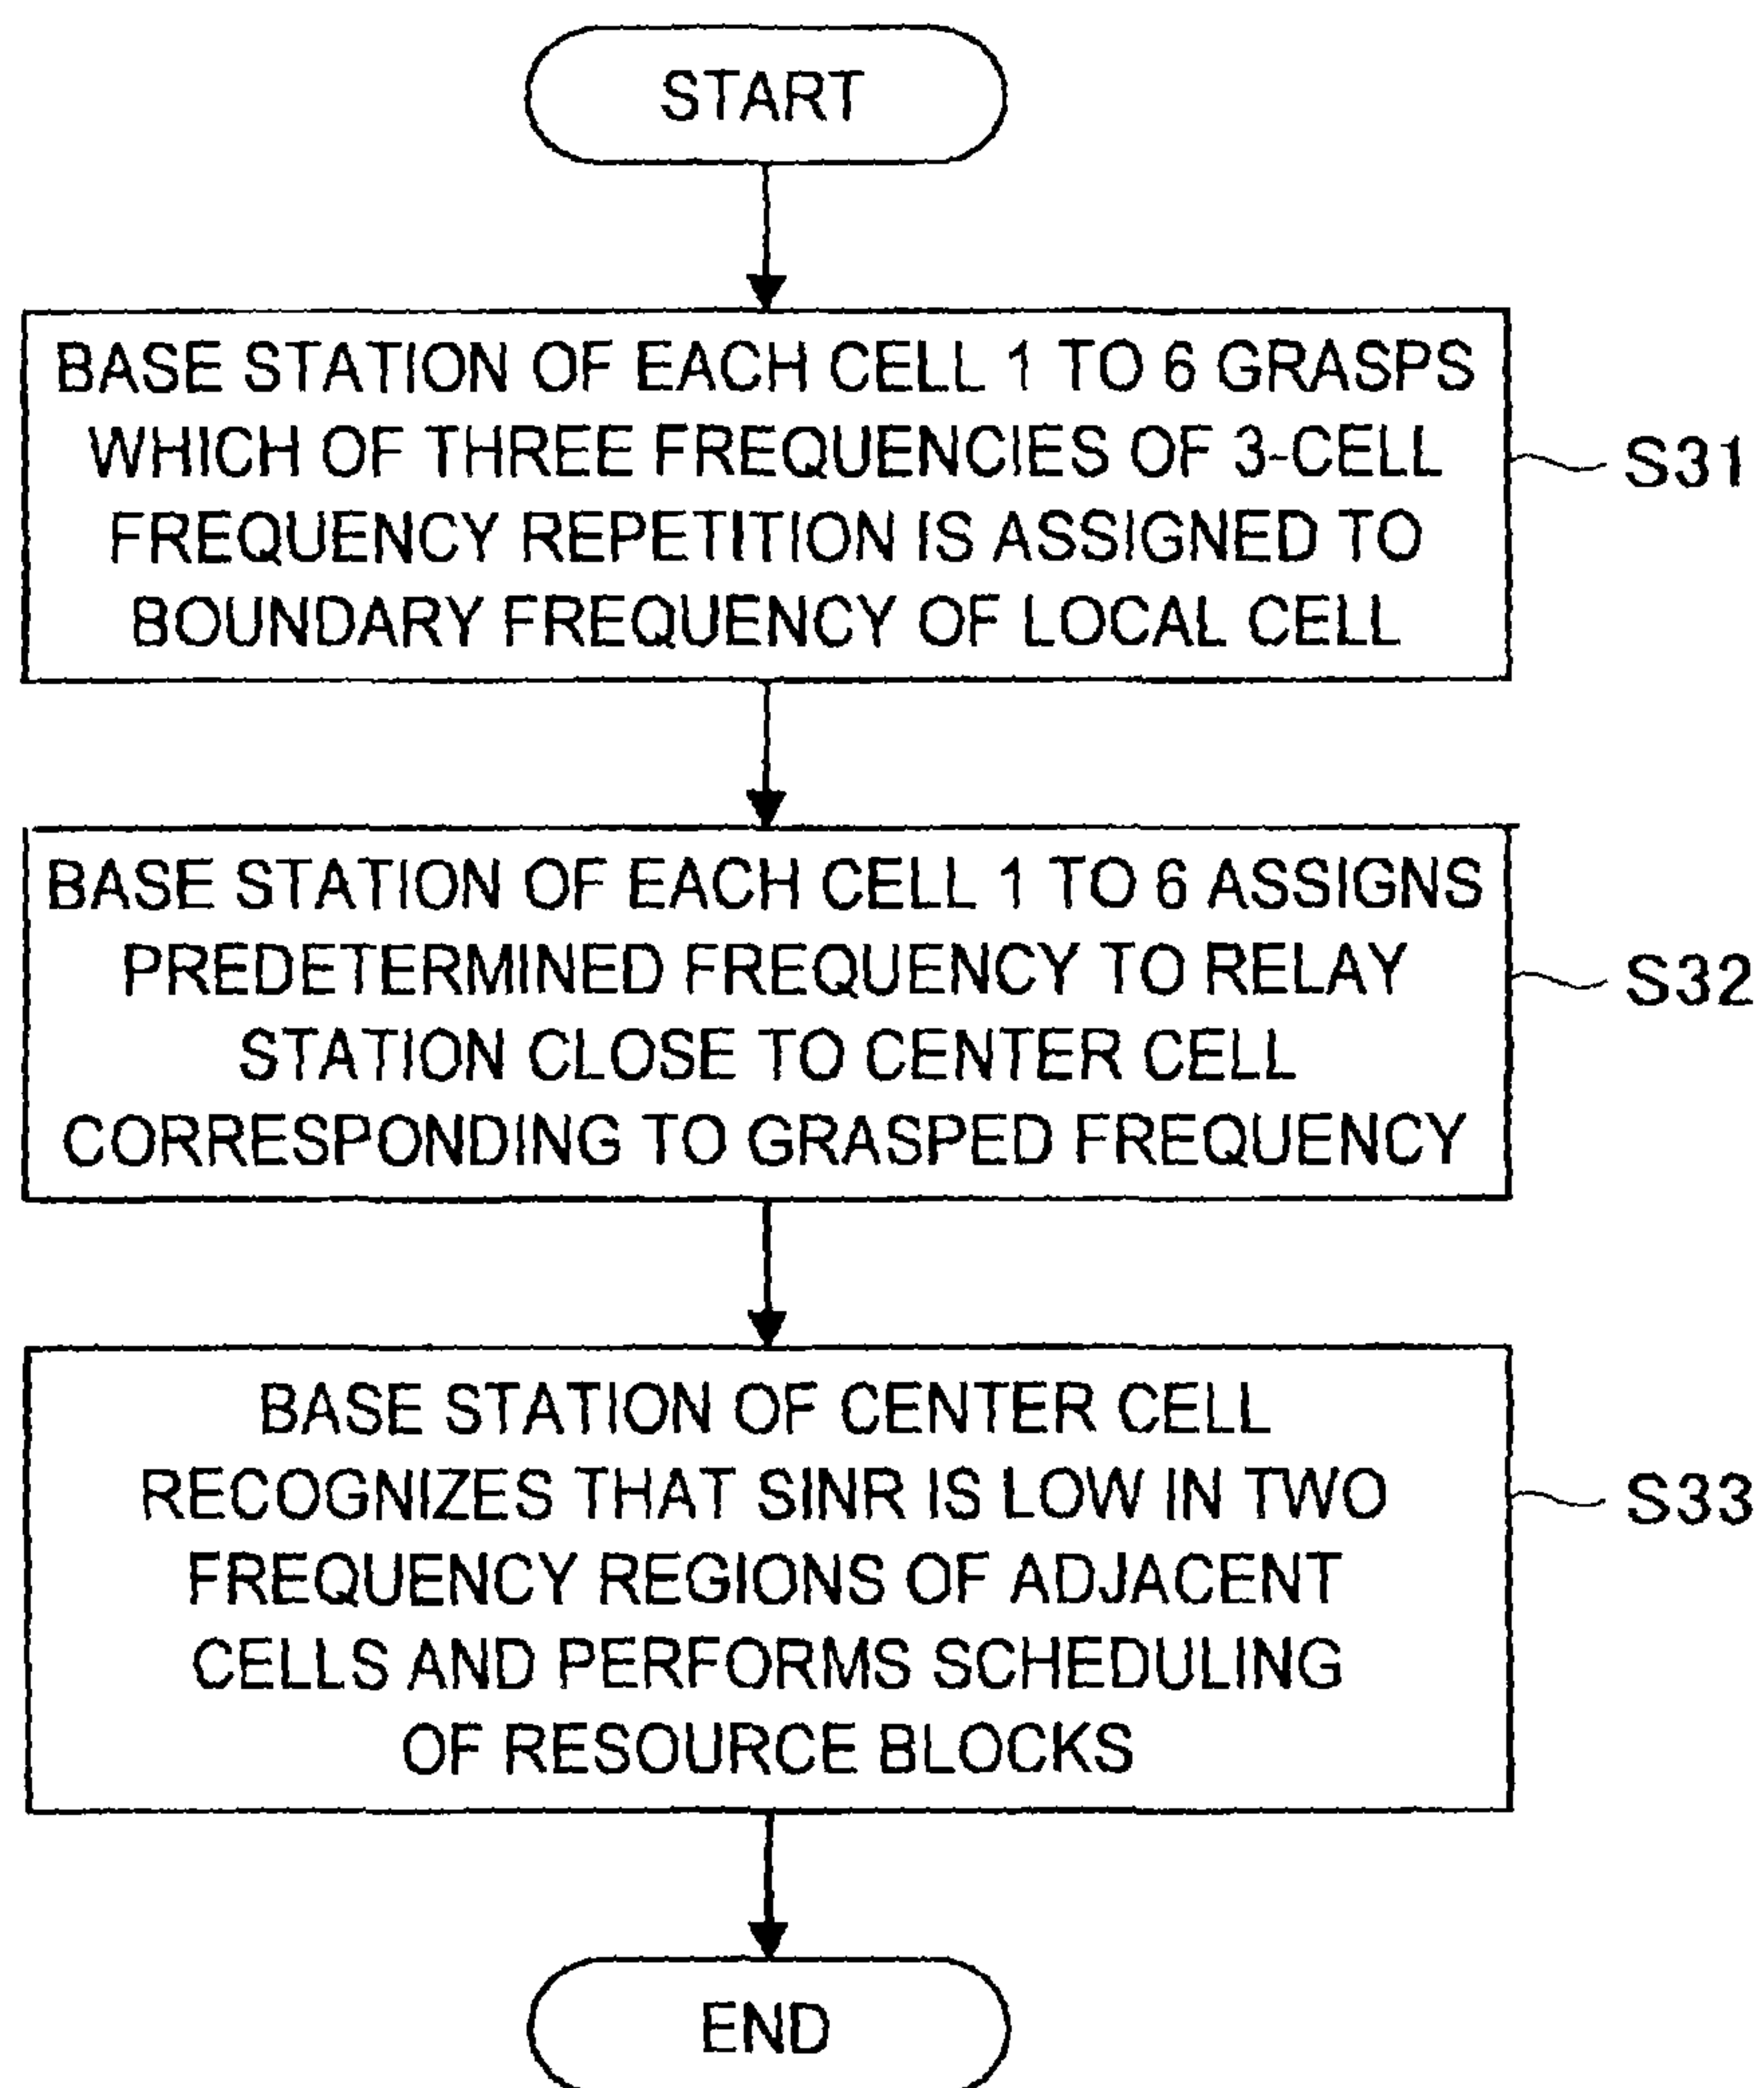 START
BASE STATION OF EACH CELL 1 TO 6 GRASPS
WHICH OF THREE FREQUENCIES OF 3-CELL
FREQUENCY REPETITION IS ASSIGNED TO
BOUNDARY FREQUENCY OF LOCAL CELL
S31
BASE STATION OF EACH CELL 1 TO 6 ASSIGNS
PREDETERMINED FREQUENCY TO RELAY
STATION CLOSE TO CENTER CELL
CORRESPONDING TO GRASPED FREQUENCY
S32
BASE STATION OF CENTER CELL
RECOGNIZES THAT SINR IS LOW IN TWO
FREQUENCY REGIONS OF ADJACENT
CELLS AND PERFORMS SCHEDULING
OF RESOURCE BLOCKS
S33
END